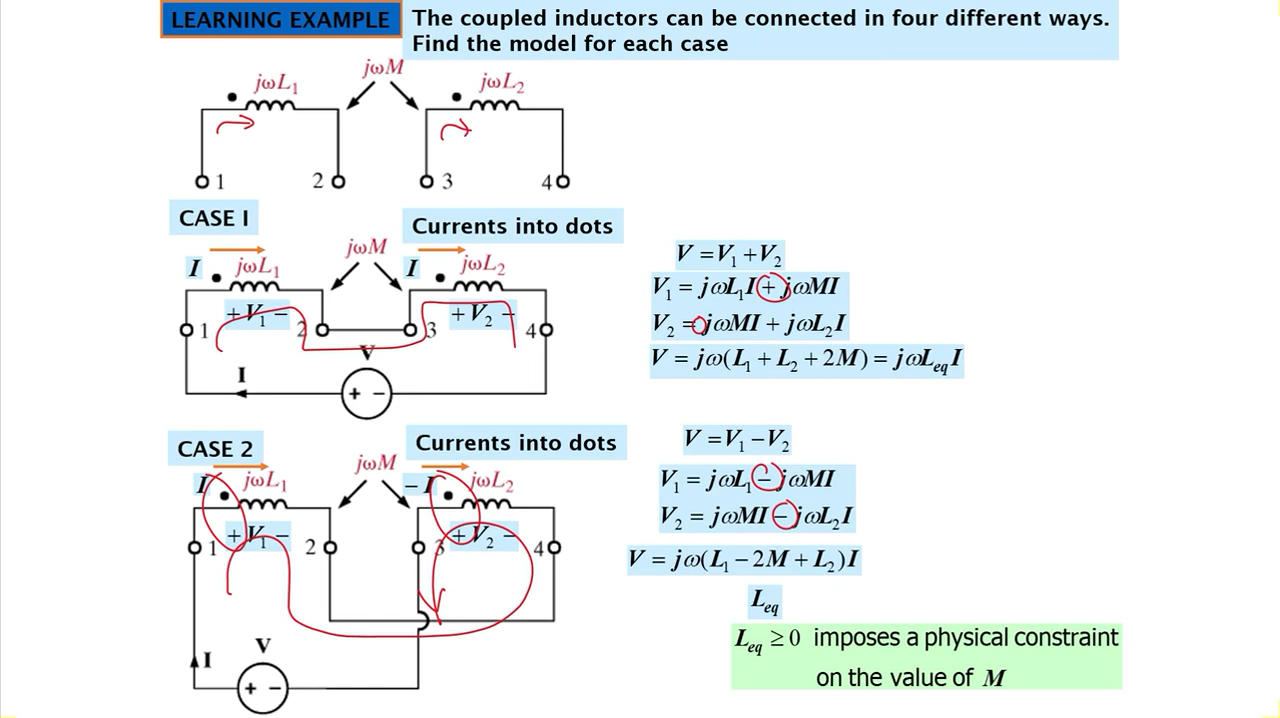 LEARNING EXAMPLE
The coupled inductors can be connected in four different ways.
Find the model for each case
jωM
jωL₁
jωL₂
1
2
3
4
CASE I
Currents into dots
jωM
I
jωL₁
I
jωL₂
+ V₁ −
+ V₂ −
1
2
3
4
V
I
+ −
V = V₁ + V₂
V₁ = jωL₁I + jωMI
V₂ = jωMI + jωL₂I
V = jω(L₁ + L₂ + 2M) = jωL_eq I
CASE 2
Currents into dots
jωM
I
jωL₁
− I
jωL₂
+ V₁ −
+ V₂ −
1
2
3
4
V
I
+ −
V = V₁ − V₂
V₁ = jωL₁ − jωMI
V₂ = jωMI − jωL₂I
V = jω(L₁ − 2M + L₂)I
L_eq
L_eq ≥ 0 imposes a physical constraint
on the value of M